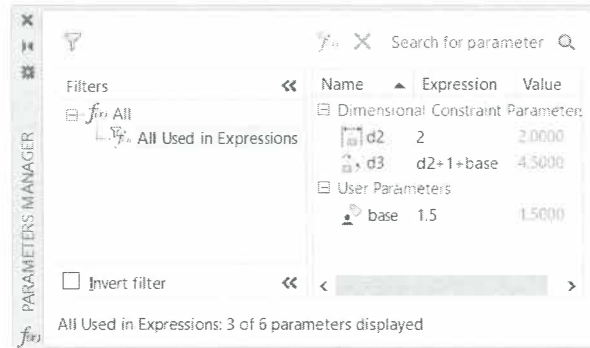 Search for parameter
Filters
Name Expression Value
All
All Used in Expressions
Dimensional Constraint Parameter
d2 2 2.0000
d3 d2+1+base 4.5000
User Parameters
base 1.5 1.5000
Invert filter
All Used in Expressions: 3 of 6 parameters displayed
PARAMETERS MANAGER